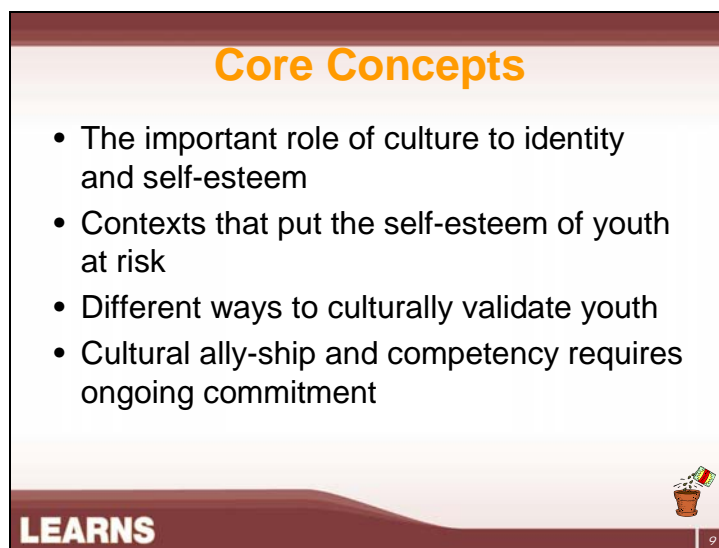 Core Concepts
• The important role of culture to identity
and self-esteem
• Contexts that put the self-esteem of youth
at risk
• Different ways to culturally validate youth
• Cultural ally-ship and competency requires
ongoing commitment
LEARNS
9